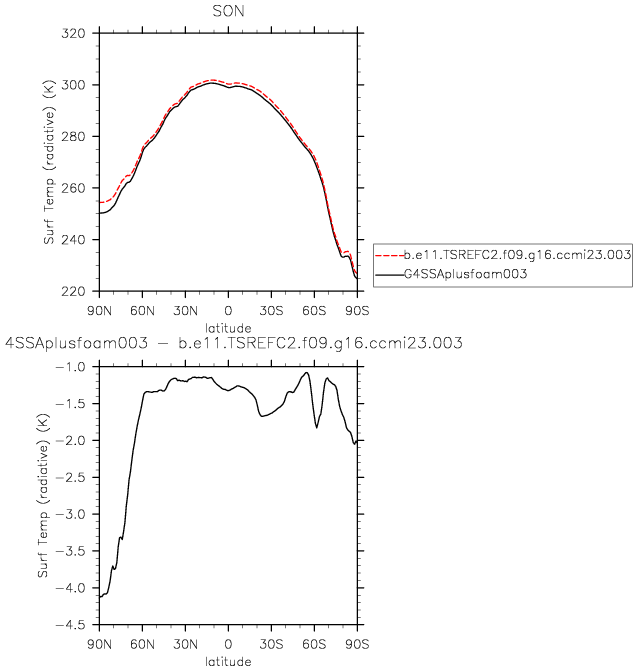 SON
320
300
280
260
240
220
Surf Temp (radiative) (K)
90N 60N 30N 0 30S 60S 90S
latitude
b.e11.TSREFC2.f09.g16.ccmi23.003
G4SSAplusfoam003
4SSAplusfoam003 − b.e11.TSREFC2.f09.g16.ccmi23.003
−1.0
−1.5
−2.0
−2.5
−3.0
−3.5
−4.0
−4.5
Surf Temp (radiative) (K)
90N 60N 30N 0 30S 60S 90S
latitude